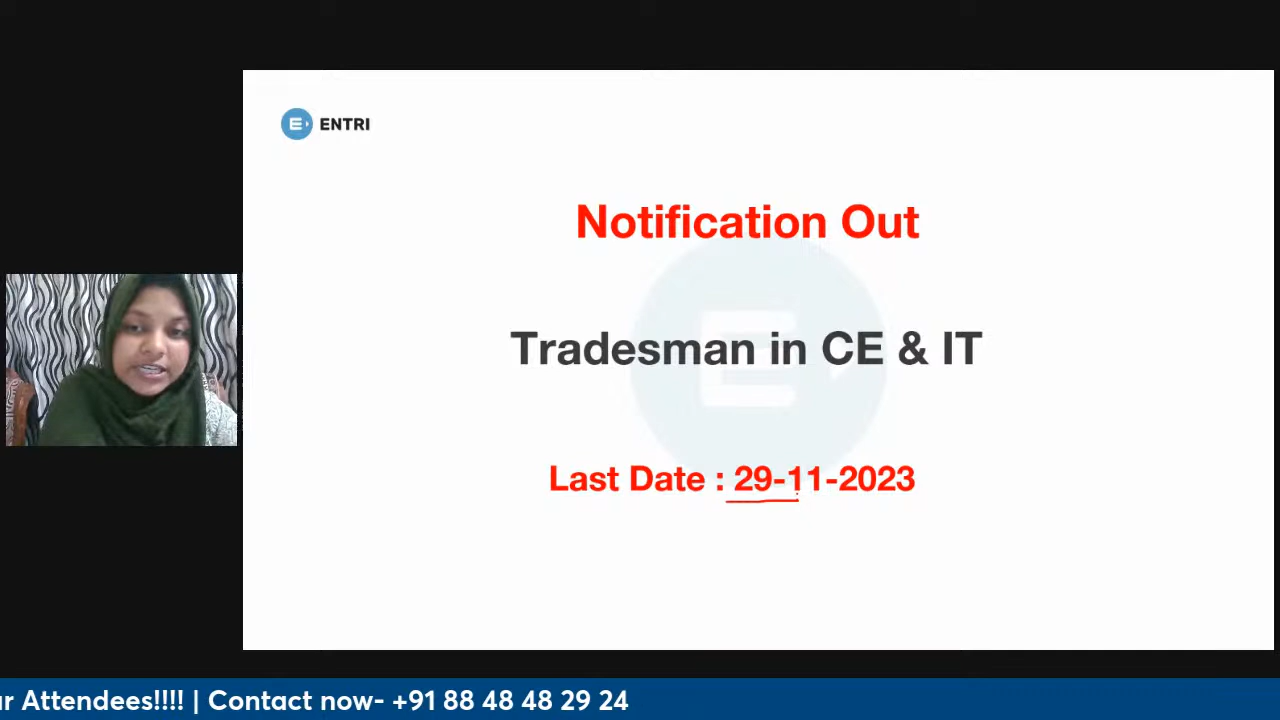 ENTRI
Notification Out
Tradesman in CE & IT
Last Date : 29-11-2023
Attendees!!!! | Contact now- +91 88 48 48 29 24